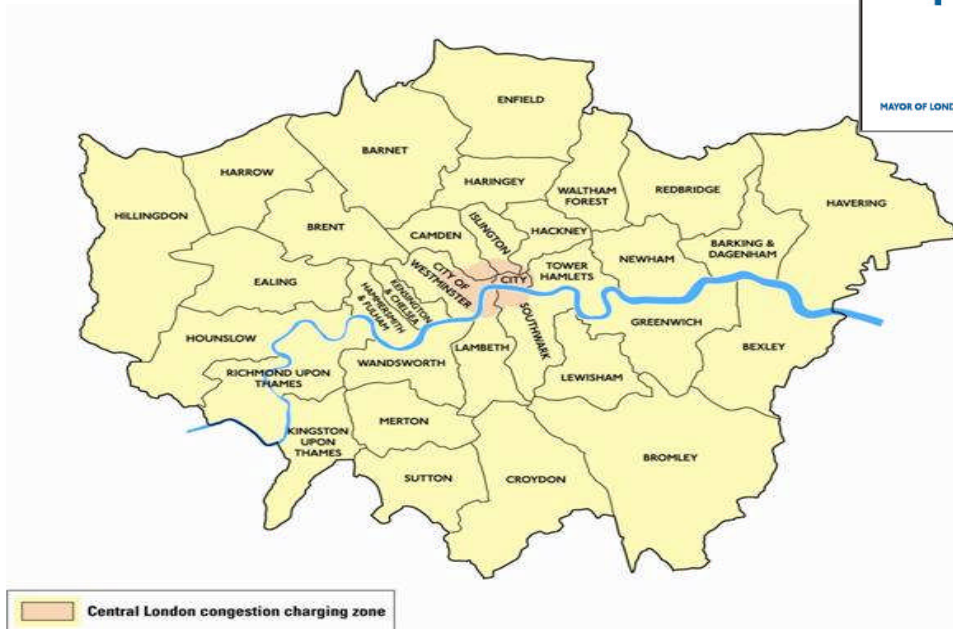 MAYOR OF
ENFIELD
BARNET
HARROW
HARINGEY
WALTHAM
FOREST
REDBRIDGE
HAVERING
HILLINGDON
BRENT
CAMDEN
ISLINGTON
HACKNEY
BARKING &
DAGENHAM
EALING
CITY OF
WESTMINSTER
CITY
TOWER
HAMLETS
NEWHAM
KENSINGTON
& CHELSEA
HAMMERSMITH
& FULHAM
HOUNSLOW
SOUTHWARK
GREENWICH
RICHMOND UPON
THAMES
WANDSWORTH
LAMBETH
BEXLEY
LEWISHAM
MERTON
KINGSTON
UPON
THAMES
SUTTON
CROYDON
BROMLEY
Central London congestion charging zone